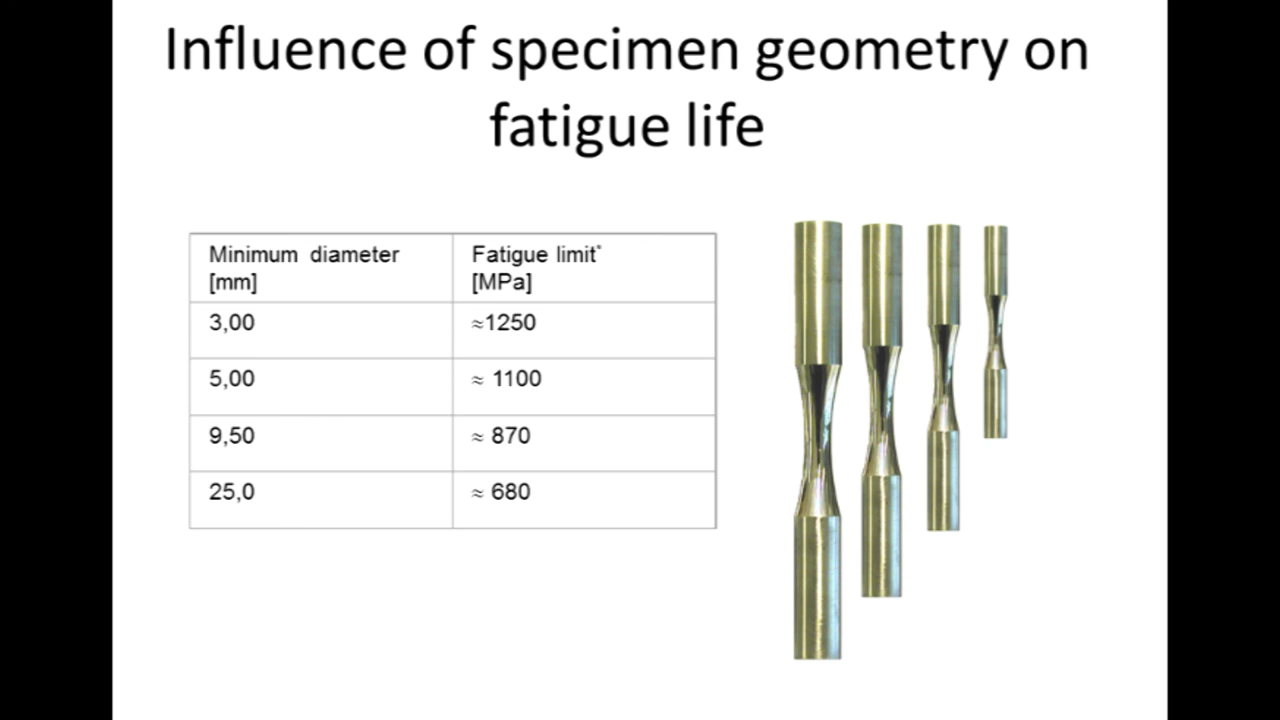 Influence of specimen geometry on
fatigue life
Minimum diameter
[mm]
Fatigue limit*
[MPa]
3,00
≈1250
5,00
≈ 1100
9,50
≈ 870
25,0
≈ 680